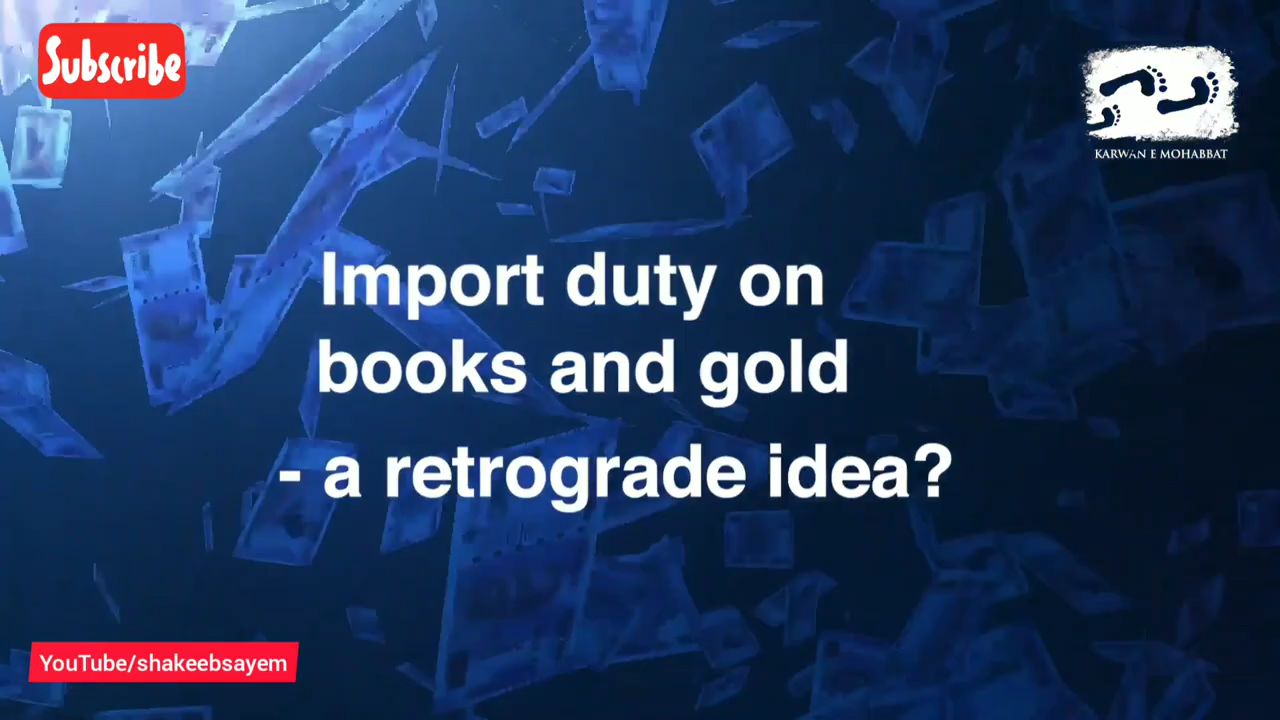 Subscribe
KARWAN E MOHABBAT
Import duty on
books and gold
- a retrograde idea?
YouTube/shakeebsayem